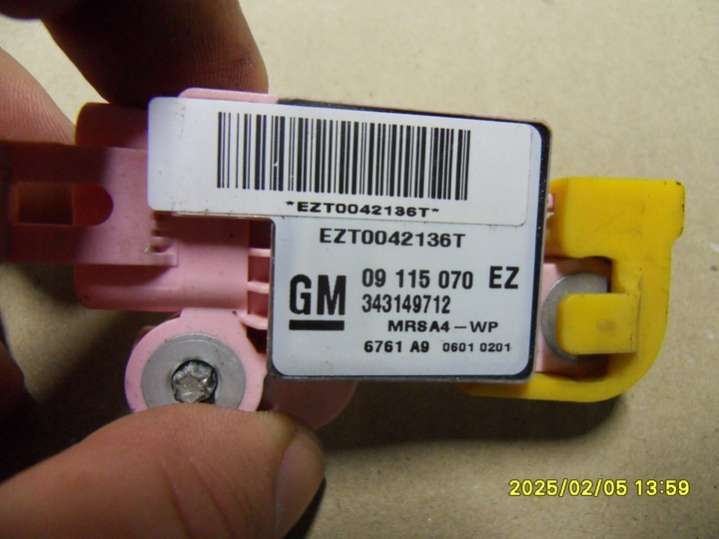 *EZT0042136T*
EZT0042136T
GM 09 115 070 EZ
343149712
MRSA4-WP
6761 A9 0601 0201
2025/02/05 13:59